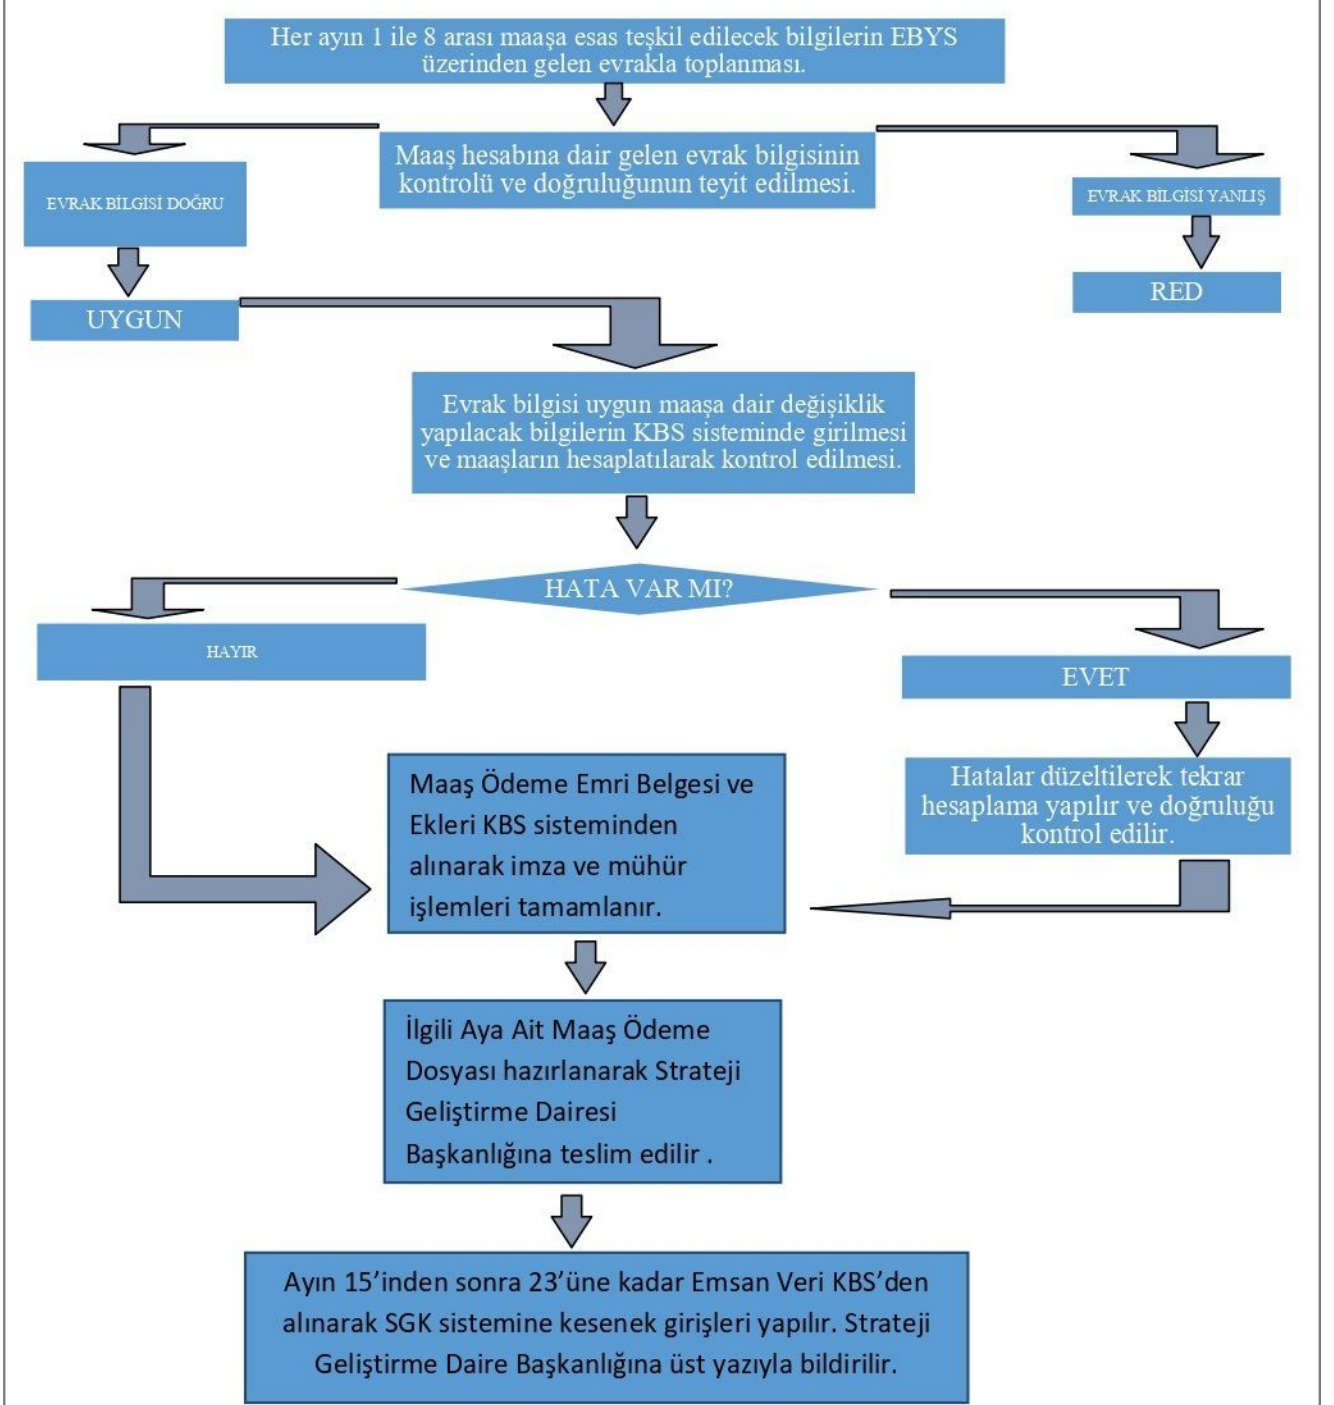 Her ayın 1 ile 8 arası maaşa esas teşkil edilecek bilgilerin EBYS
üzerinden gelen evrakla toplanması.
Maaş hesabına dair gelen evrak bilgisinin
kontrolü ve doğruluğunun teyit edilmesi.
EVRAK BİLGİSİ DOĞRU
EVRAK BİLGİSİ YANLIŞ
UYGUN
RED
Evrak bilgisi uygun maaşa dair değişiklik
yapılacak bilgilerin KBS sisteminde girilmesi
ve maaşların hesaplatılarak kontrol edilmesi.
HATA VAR MI?
HAYIR
EVET
Hatalar düzeltilerek tekrar
hesaplama yapılır ve doğruluğu
kontrol edilir.
Maaş Ödeme Emri Belgesi ve
Ekleri KBS sisteminden
alınarak imza ve mühür
işlemleri tamamlanır.
İlgili Aya Ait Maaş Ödeme
Dosyası hazırlanarak Strateji
Geliştirme Dairesi
Başkanlığına teslim edilir .
Ayın 15’inden sonra 23’üne kadar Emsan Veri KBS’den
alınarak SGK sistemine kesenek girişleri yapılır. Strateji
Geliştirme Daire Başkanlığına üst yazıyla bildirilir.